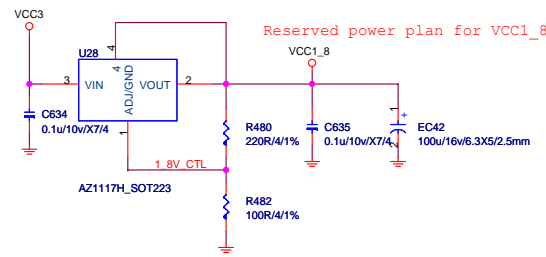 VCC3
Reserved power plan for VCC1_8
VCC1_8
U28
4
4
3
VIN
VOUT
2
ADJ/GND
1
C634
0.1u/10v/X7/4
R480
220R/4/1%
C635
0.1u/10v/X7/4
1
+
2
EC42
100u/16v/6.3X5/2.5mm
1_8V_CTL
AZ1117H_SOT223
R482
100R/4/1%